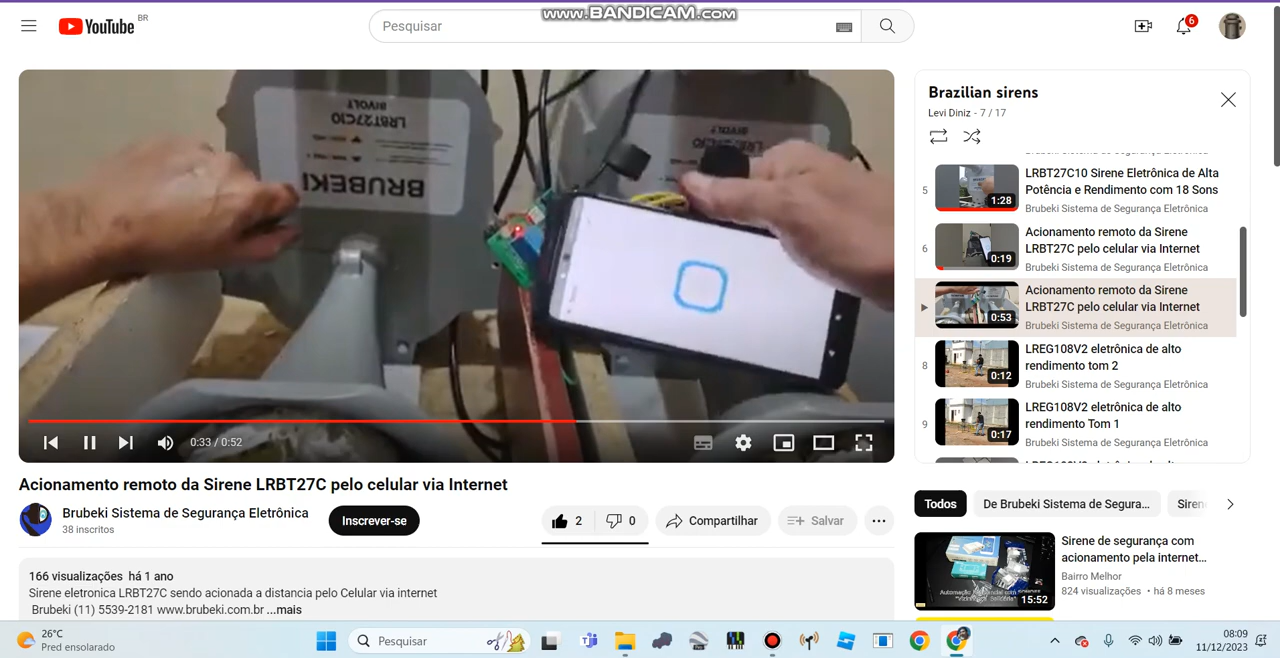 www.BANDICAM.com
YouTube BR
Pesquisar
6
LRBT27C10
BIVOLT
BRUBEKI
0:33 / 0:52
Acionamento remoto da Sirene LRBT27C pelo celular via Internet
Brubeki Sistema de Segurança Eletrônica
38 inscritos
Inscrever-se
2
0
Compartilhar
Salvar
166 visualizações há 1 ano
Sirene eletronica LRBT27C sendo acionada a distancia pelo Celular via internet
Brubeki (11) 5539-2181 www.brubeki.com.br ...mais
Brazilian sirens
Levi Diniz - 7 / 17
5
1:28
LRBT27C10 Sirene Eletrônica de Alta
Potência e Rendimento com 18 Sons
Brubeki Sistema de Segurança Eletrônica
6
0:19
Acionamento remoto da Sirene
LRBT27C pelo celular via Internet
Brubeki Sistema de Segurança Eletrônica
0:53
Acionamento remoto da Sirene
LRBT27C pelo celular via Internet
Brubeki Sistema de Segurança Eletrônica
8
0:12
LREG108V2 eletrônica de alto
rendimento tom 2
Brubeki Sistema de Segurança Eletrônica
9
0:17
LREG108V2 eletrônica de alto
rendimento Tom 1
Brubeki Sistema de Segurança Eletrônica
Todos
De Brubeki Sistema de Segura...
Siren
15:52
Sirene de segurança com
acionamento pela internet...
Bairro Melhor
824 visualizações • há 8 meses
26°C
Pred ensolarado
Pesquisar
08:09
11/12/2023